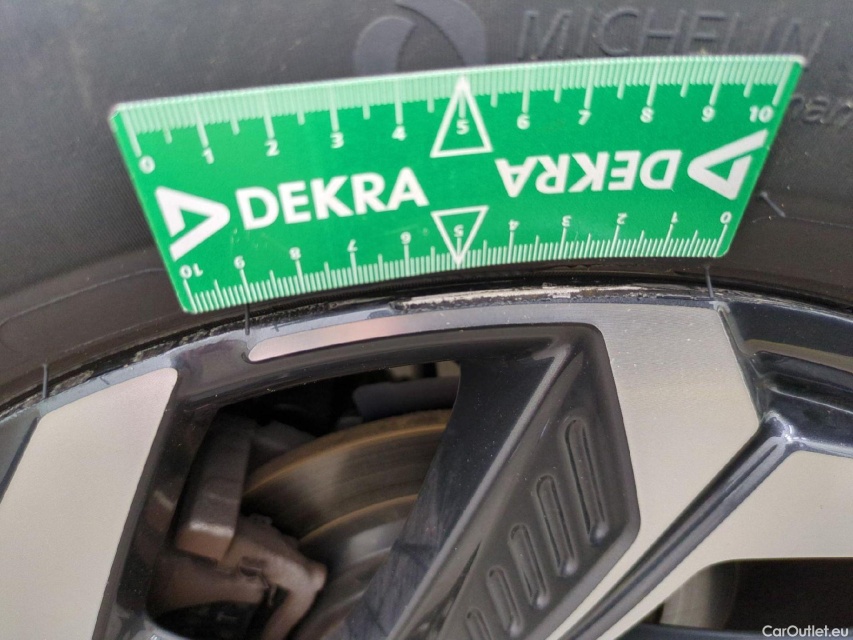 MICHELIN
0 1 2 3 4 5 6 7 8 9 10
DEKRA DEKRA
10 9 8 7 6 5 4 3 2 1 0
CarOutlet.eu